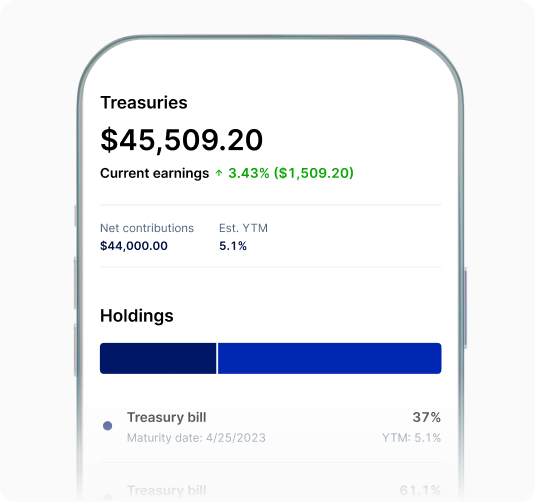 Treasuries
$45,509.20
Current earnings ↑ 3.43% ($1,509.20)
Net contributions Est. YTM
$44,000.00 5.1%
Holdings
Treasury bill 37%
Maturity date: 4/25/2023 YTM: 5.1%
Treasury bill 61.1%